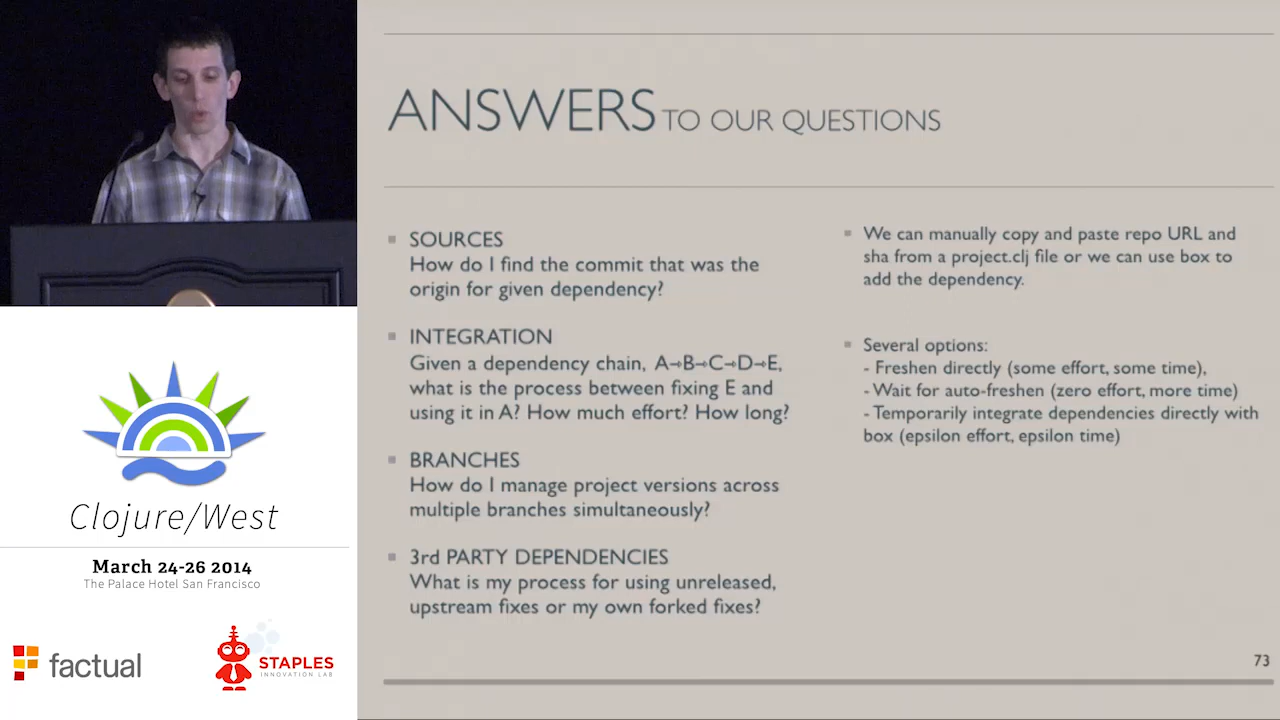 ANSWERS TO OUR QUESTIONS
SOURCES
How do I find the commit that was the
origin for given dependency?
INTEGRATION
Given a dependency chain, A→B→C→D→E,
what is the process between fixing E and
using it in A? How much effort? How long?
BRANCHES
How do I manage project versions across
multiple branches simultaneously?
3rd PARTY DEPENDENCIES
What is my process for using unreleased,
upstream fixes or my own forked fixes?
We can manually copy and paste repo URL and
sha from a project.clj file or we can use box to
add the dependency.
Several options:
- Freshen directly (some effort, some time),
- Wait for auto-freshen (zero effort, more time)
- Temporarily integrate dependencies directly with
box (epsilon effort, epsilon time)
73
Clojure/West
March 24-26 2014
The Palace Hotel San Francisco
factual
STAPLES
INNOVATION LAB